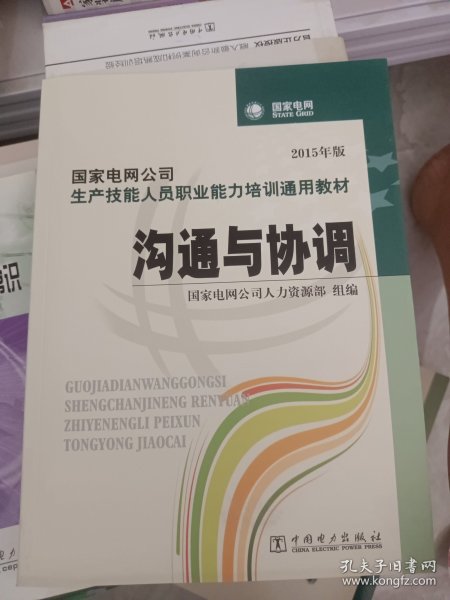 国家电网
STATE GRID
2015年版
国家电网公司
生产技能人员职业能力培训通用教材
沟通与协调
国家电网公司人力资源部 组编
GUOJIADIANWANGGONGSI
SHENGCHANJINENG RENYUAN
ZHIYENENGLI PEIXUN
TONGYONG JIAOCAI
中国电力出版社
CHINA ELECTRIC POWER PRESS
孔夫子旧书网
www.kongfz.com